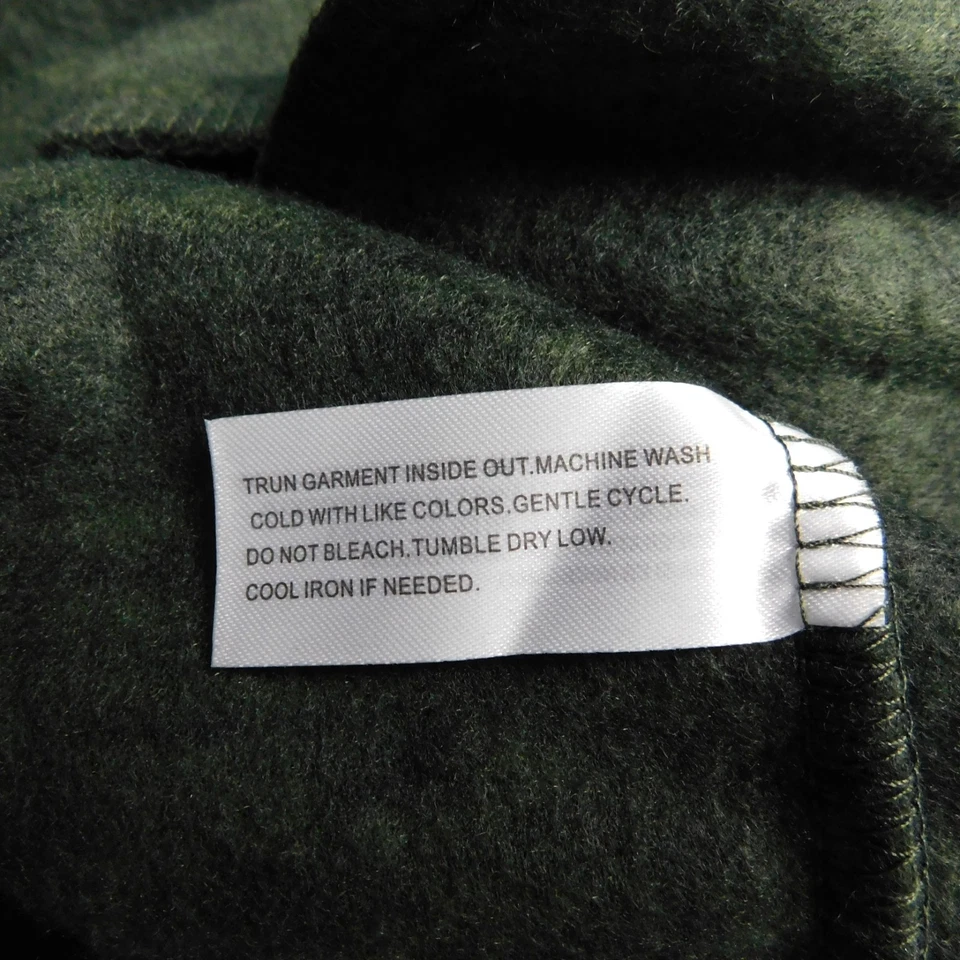 TRUN GARMENT INSIDE OUT.MACHINE WASH
COLD WITH LIKE COLORS.GENTLE CYCLE.
DO NOT BLEACH.TUMBLE DRY LOW.
COOL IRON IF NEEDED.